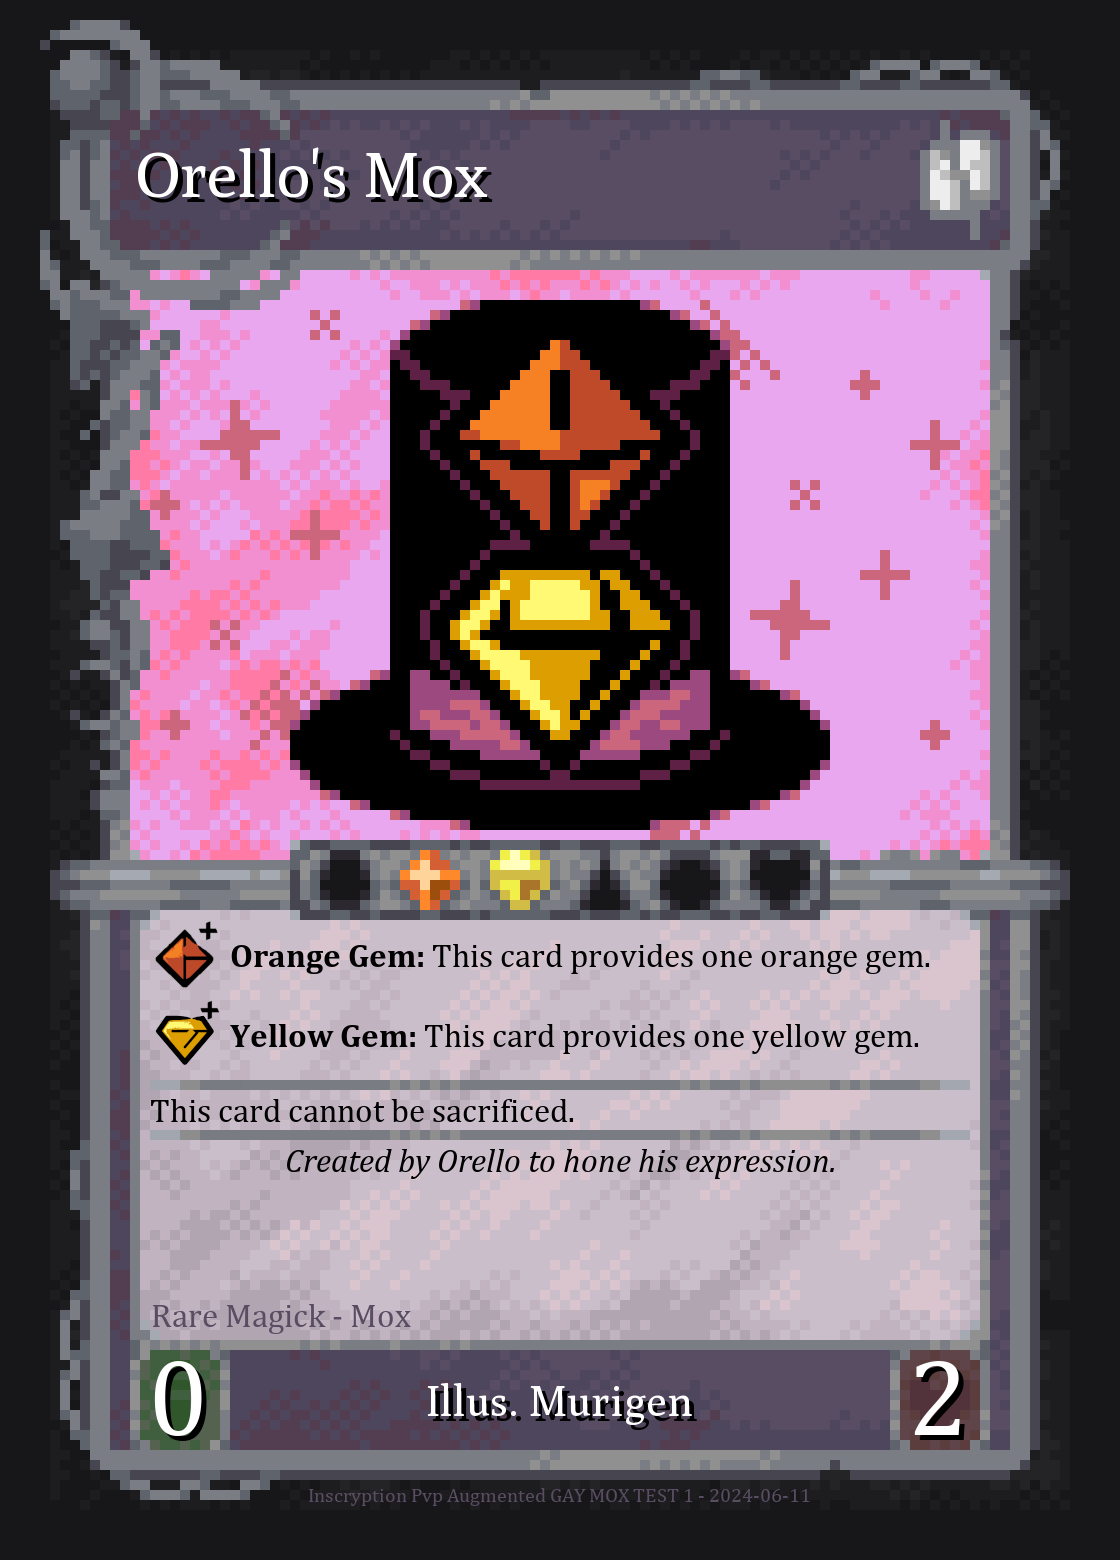 Orello's Mox
Orange Gem: This card provides one orange gem.
Yellow Gem: This card provides one yellow gem.
This card cannot be sacrificed.
Created by Orello to hone his expression.
Rare Magick - Mox
0
Illus. Murigen
2
Inscryption Pvp Augmented GAY MOX TEST 1 - 2024-06-11